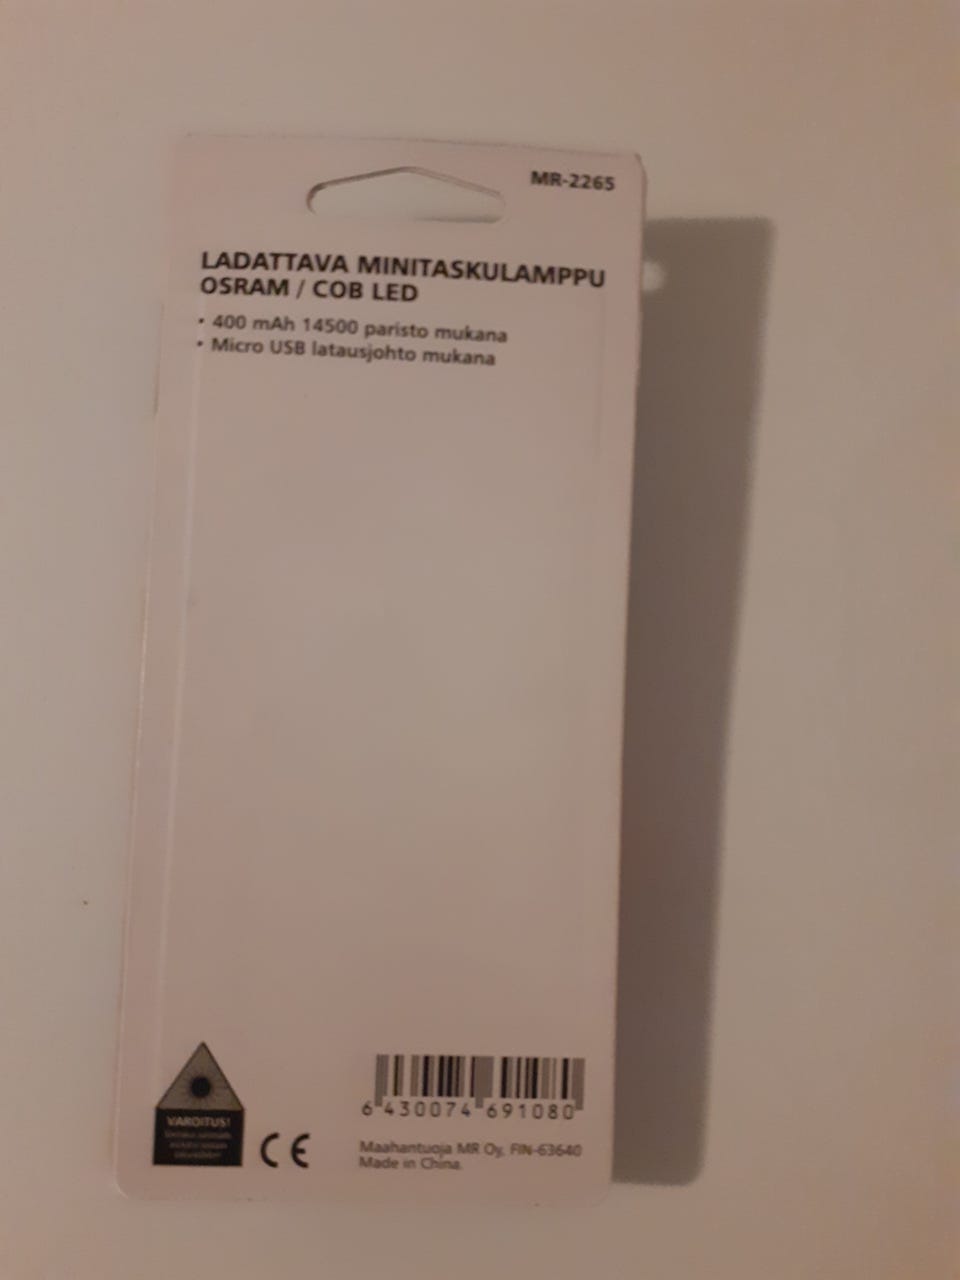 MR-2265
LADATTAVA MINITASKULAMPPU
OSRAM / COB LED
• 400 mAh 14500 paristo mukana
• Micro USB latausjohto mukana
VAROITUS!
CE
6 430074 691080
Maahantuoja MR Oy, FIN-63640
Made in China.